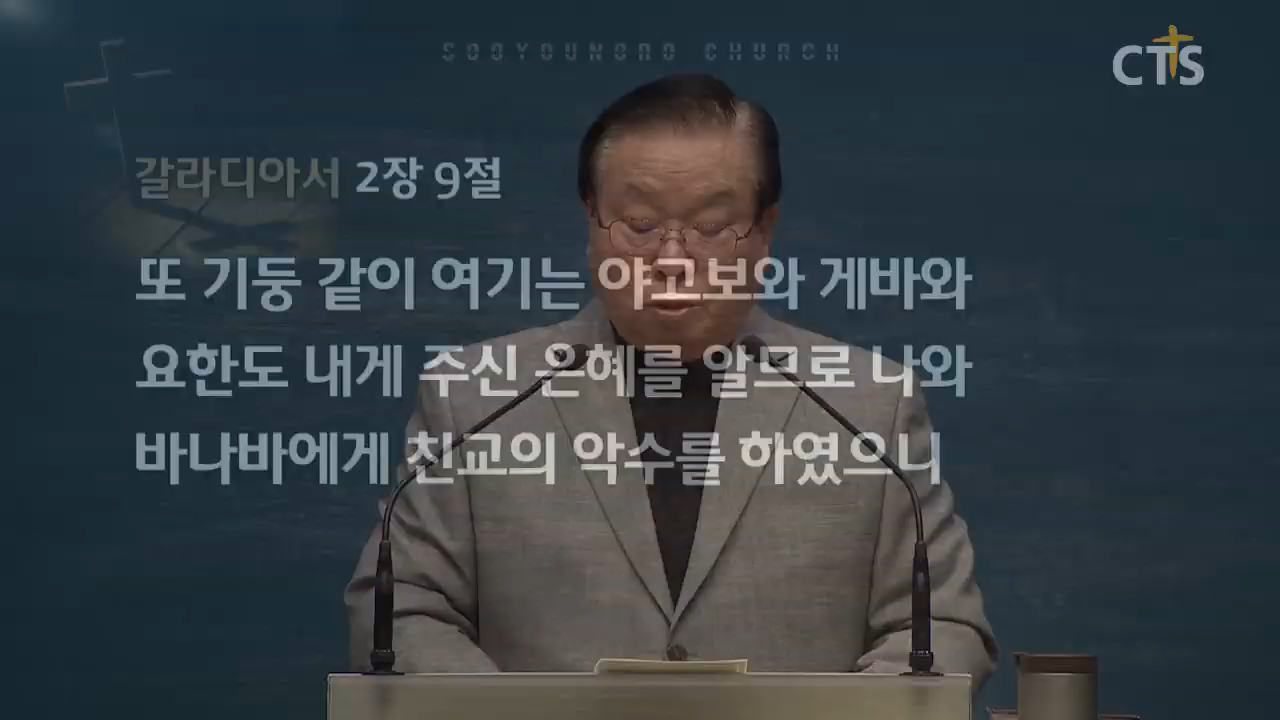 SOOYOUNGRO CHURCH
CTS
갈라디아서 2장 9절
또 기둥 같이 여기는 야고보와 게바와
요한도 내게 주신 은혜를 알므로 나와
바나바에게 친교의 악수를 하였으니